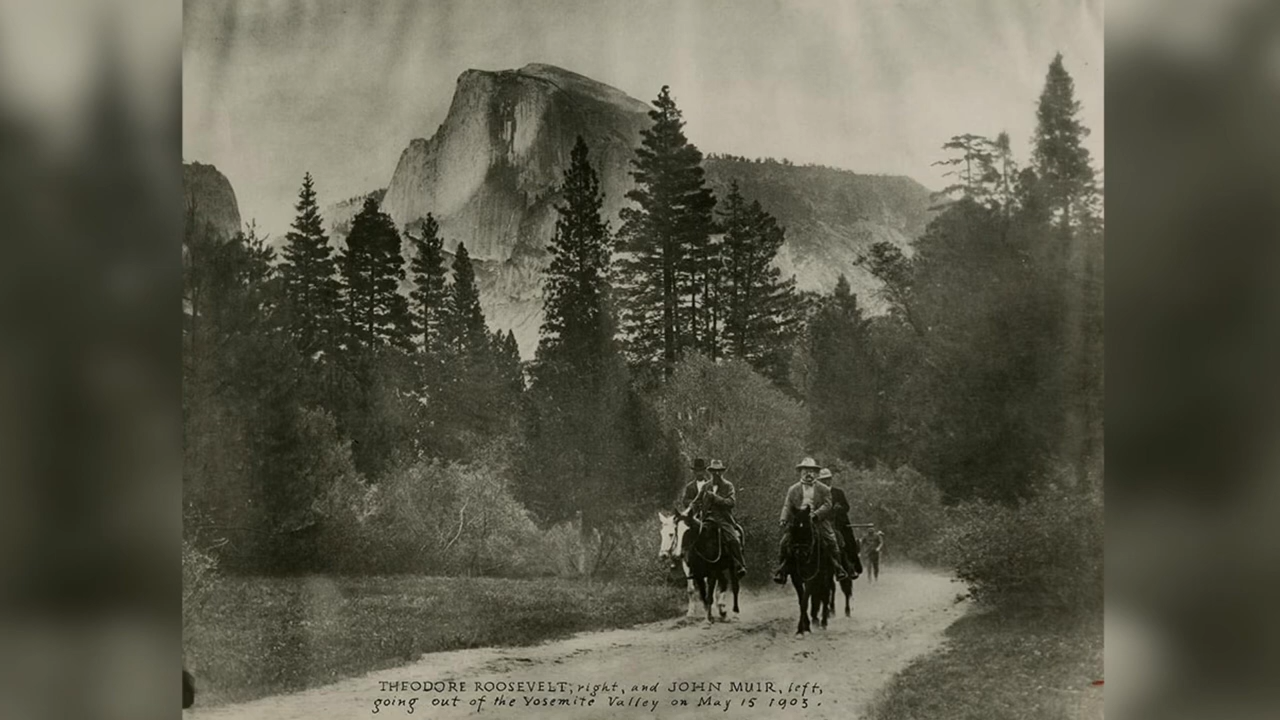 THEODORE ROOSEVELT, right, and JOHN MUIR, left,
going out of the Yosemite Valley on May 15 1903.